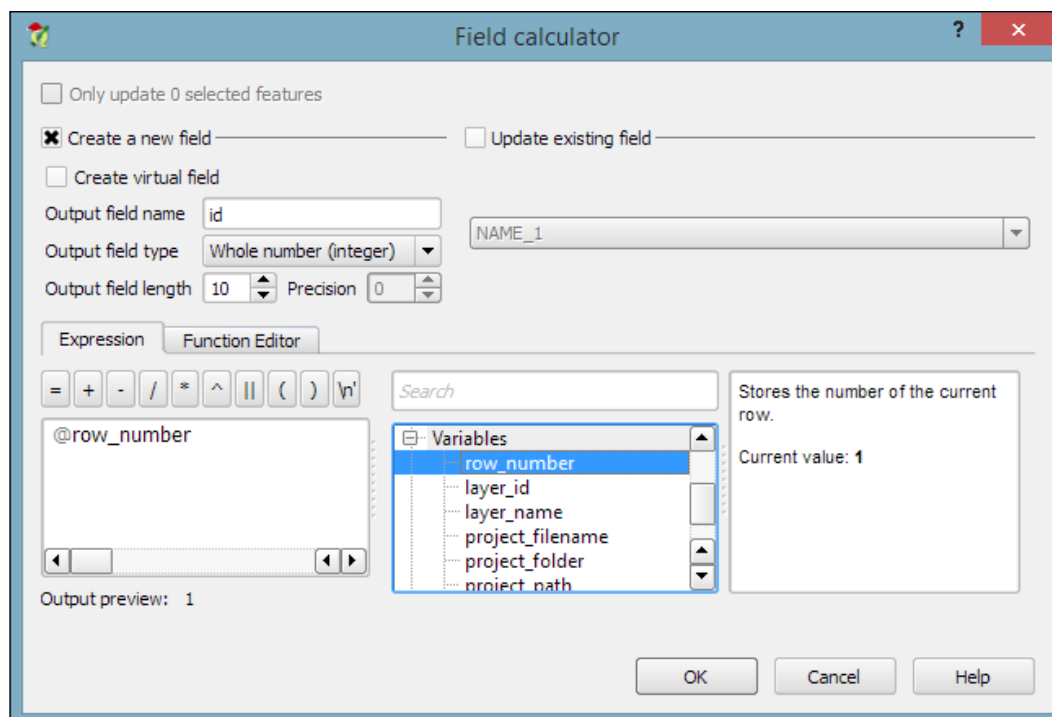 Field calculator
?
×
Only update 0 selected features
Create a new field
Update existing field
Create virtual field
Output field name
id
NAME_1
Output field type
Whole number (integer)
Output field length
10
Precision
0
Expression
Function Editor
= + - / * ^ || ( ) \n'
Search
@row_number
Variables
row_number
layer_id
layer_name
project_filename
project_folder
project_path
Stores the number of the current
row.
Current value: 1
Output preview: 1
OK
Cancel
Help